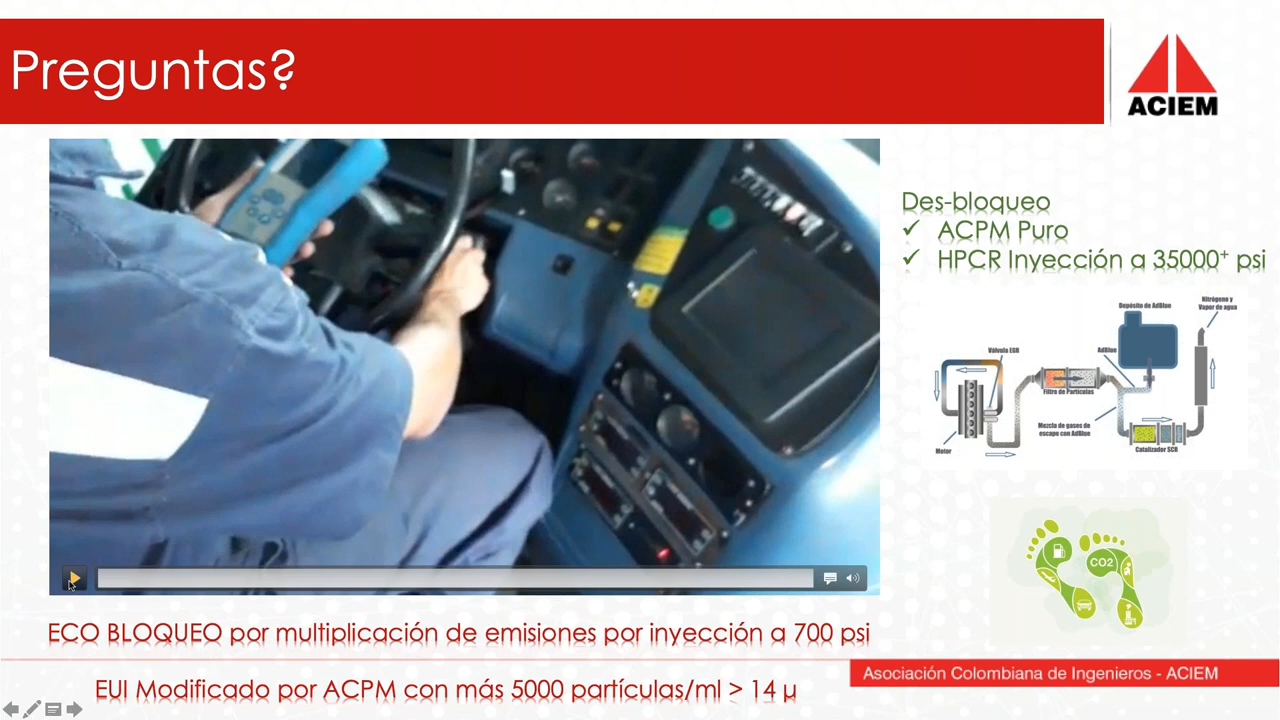 Preguntas?
ACIEM
Des-bloqueo
✓ ACPM Puro
✓ HPCR Inyección a 35000⁺ psi
Depósito de AdBlue
Nitrógeno y
Vapor de agua
Válvula EGR
AdBlue
Filtro de Partículas
Mezcla de gases de
escape con AdBlue
Motor
Catalizador SCR
CO2
ECO BLOQUEO por multiplicación de emisiones por inyección a 700 psi
Asociación Colombiana de Ingenieros - ACIEM
EUI Modificado por ACPM con más 5000 partículas/ml > 14 µ